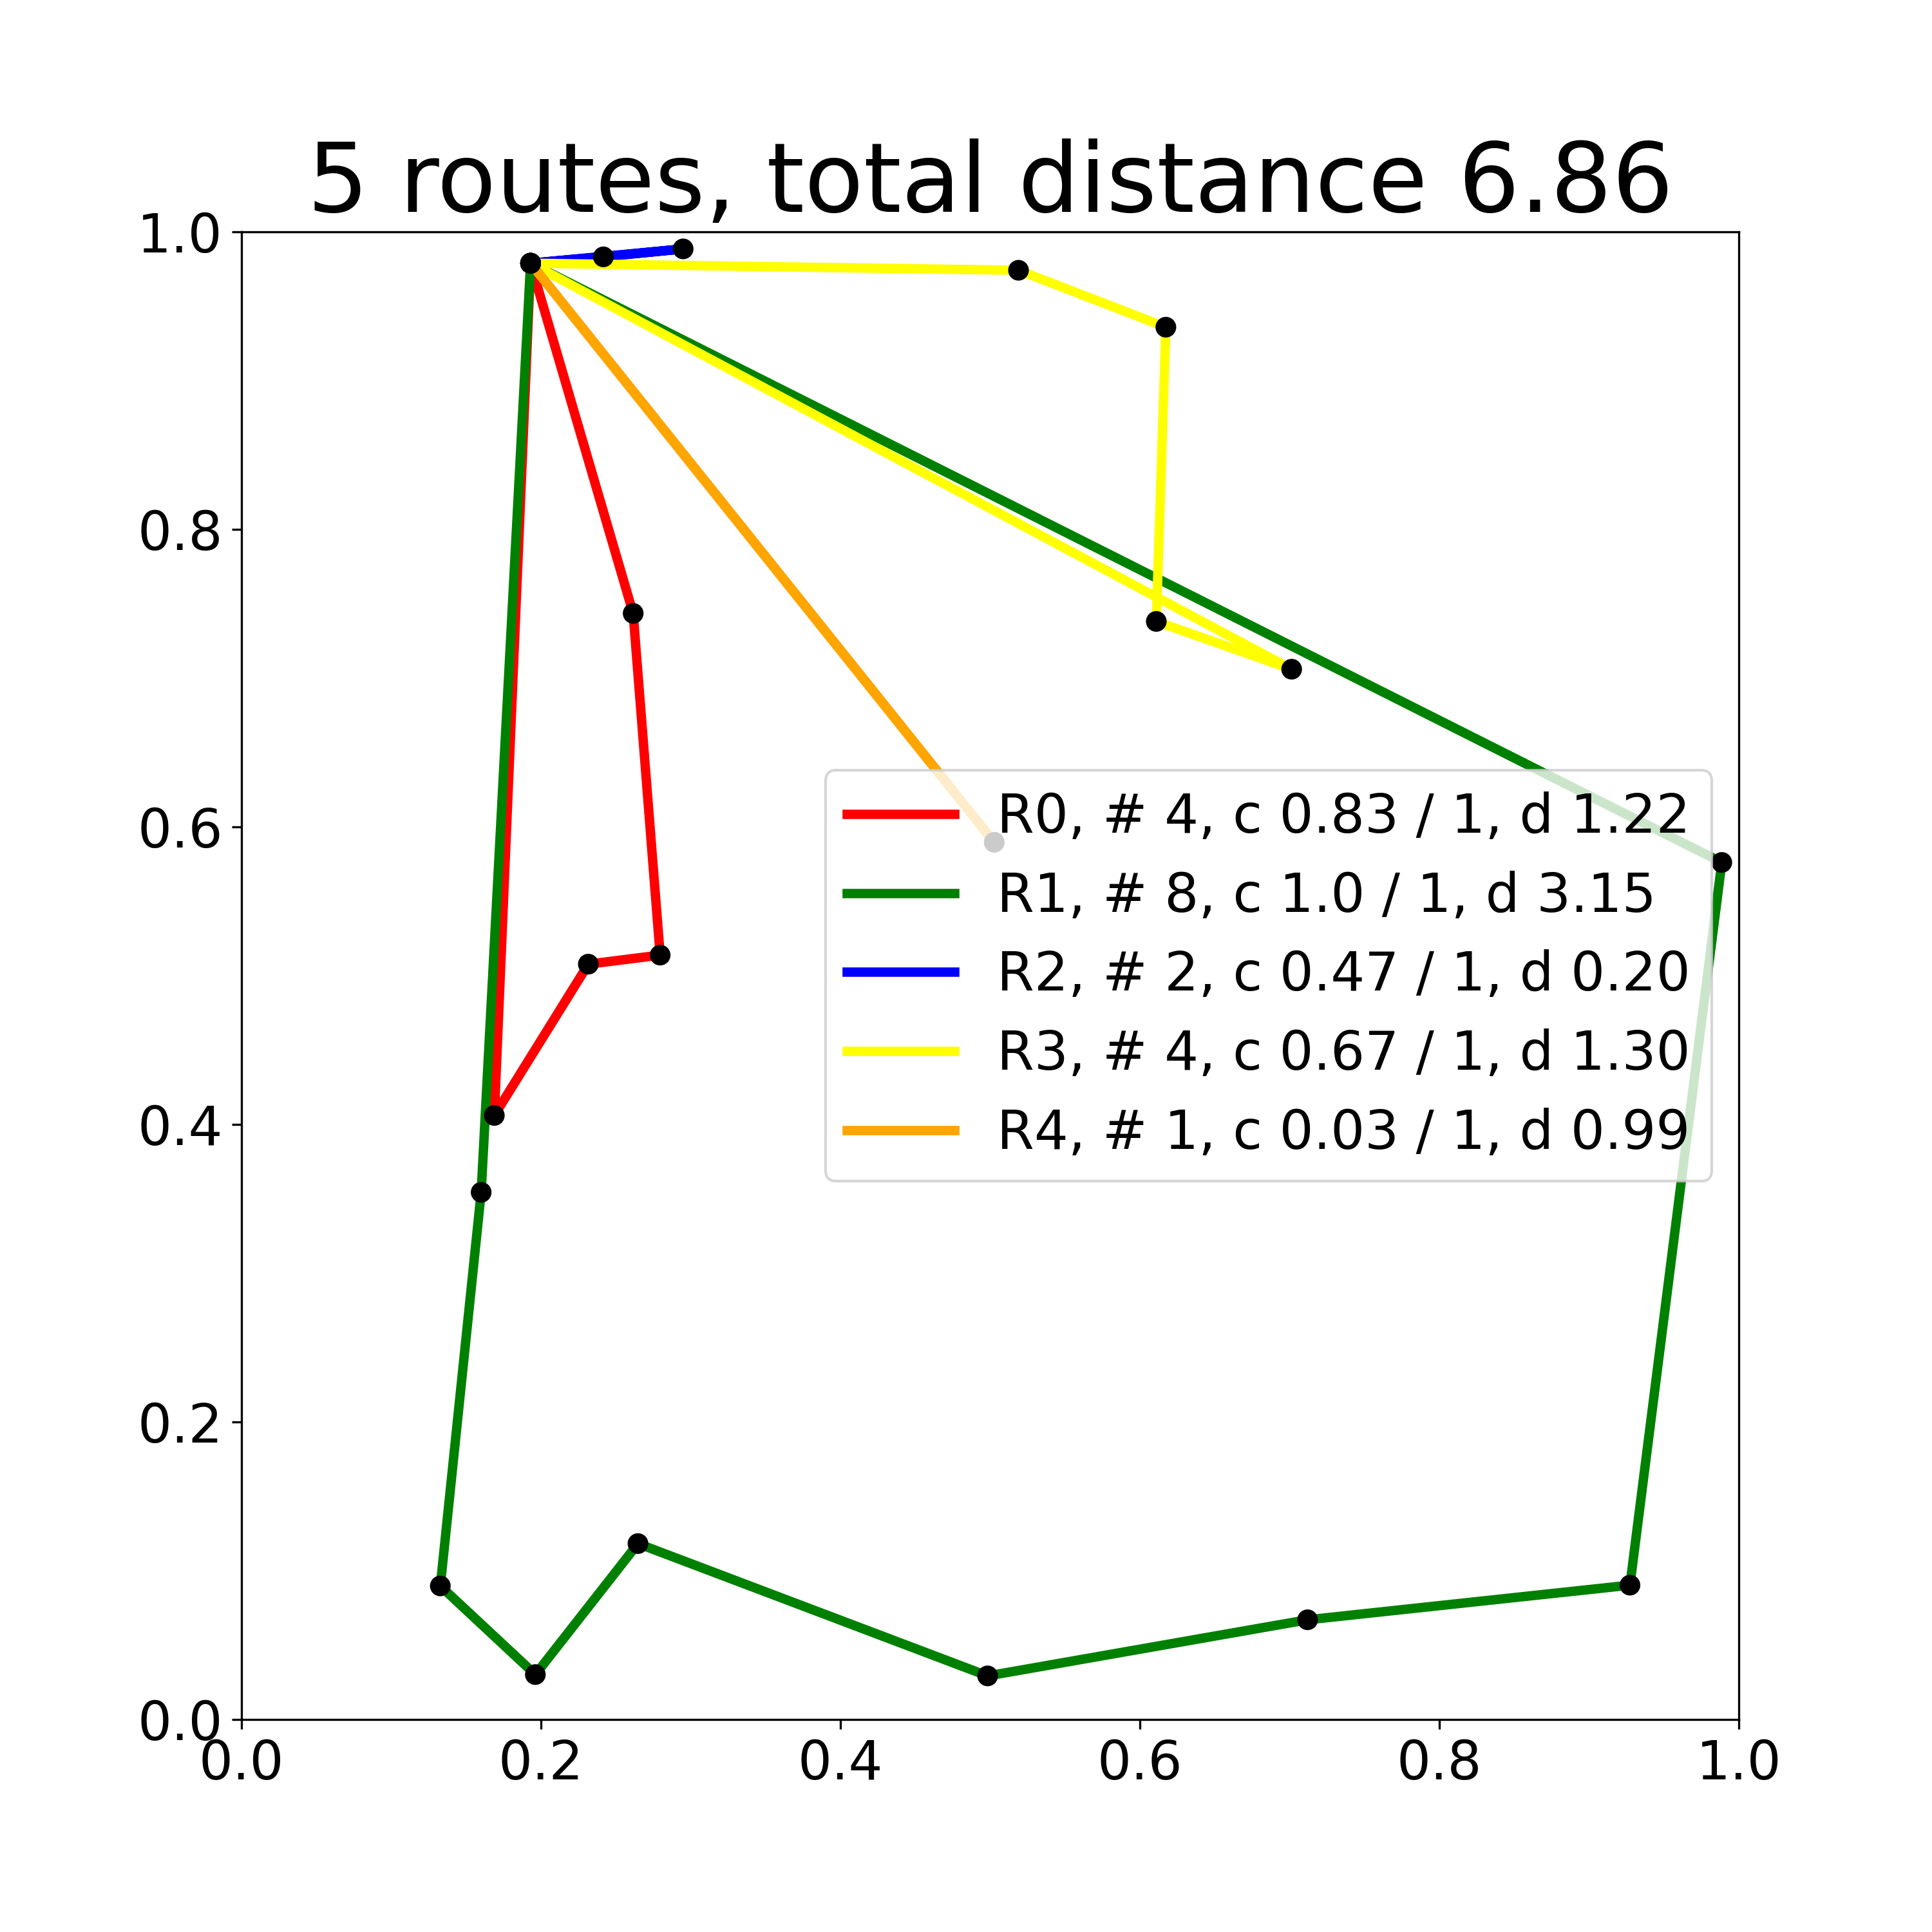 5 routes, total distance 6.86
1.0
0.8
0.6
0.4
0.2
0.0
R0, # 4, c 0.83 / 1, d 1.22
R1, # 8, c 1.0 / 1, d 3.15
R2, # 2, c 0.47 / 1, d 0.20
R3, # 4, c 0.67 / 1, d 1.30
R4, # 1, c 0.03 / 1, d 0.99
0.0 0.2 0.4 0.6 0.8 1.0